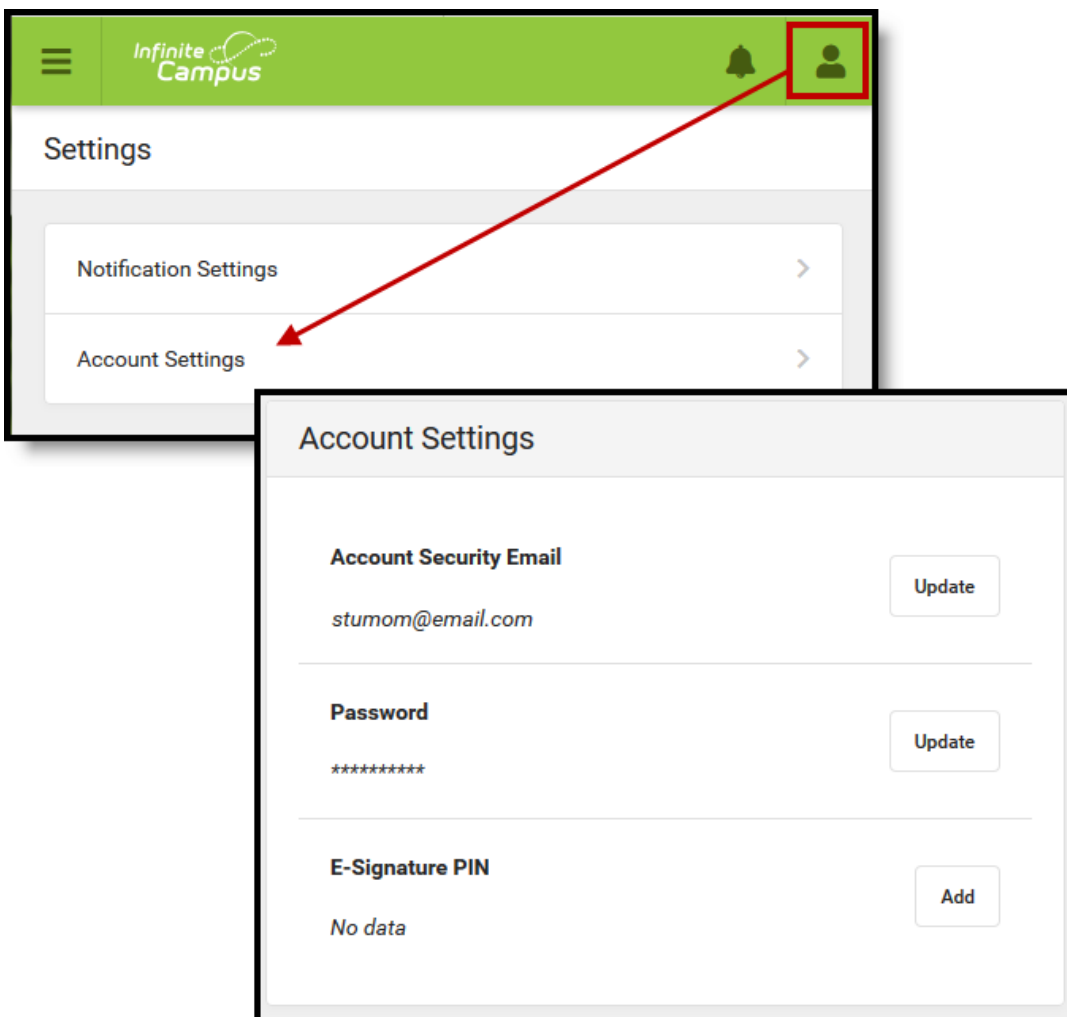 Infinite
Campus
Settings
Notification Settings
Account Settings
Account Settings
Account Security Email
Update
stumom@email.com
Password
Update
**********
E-Signature PIN
Add
No data